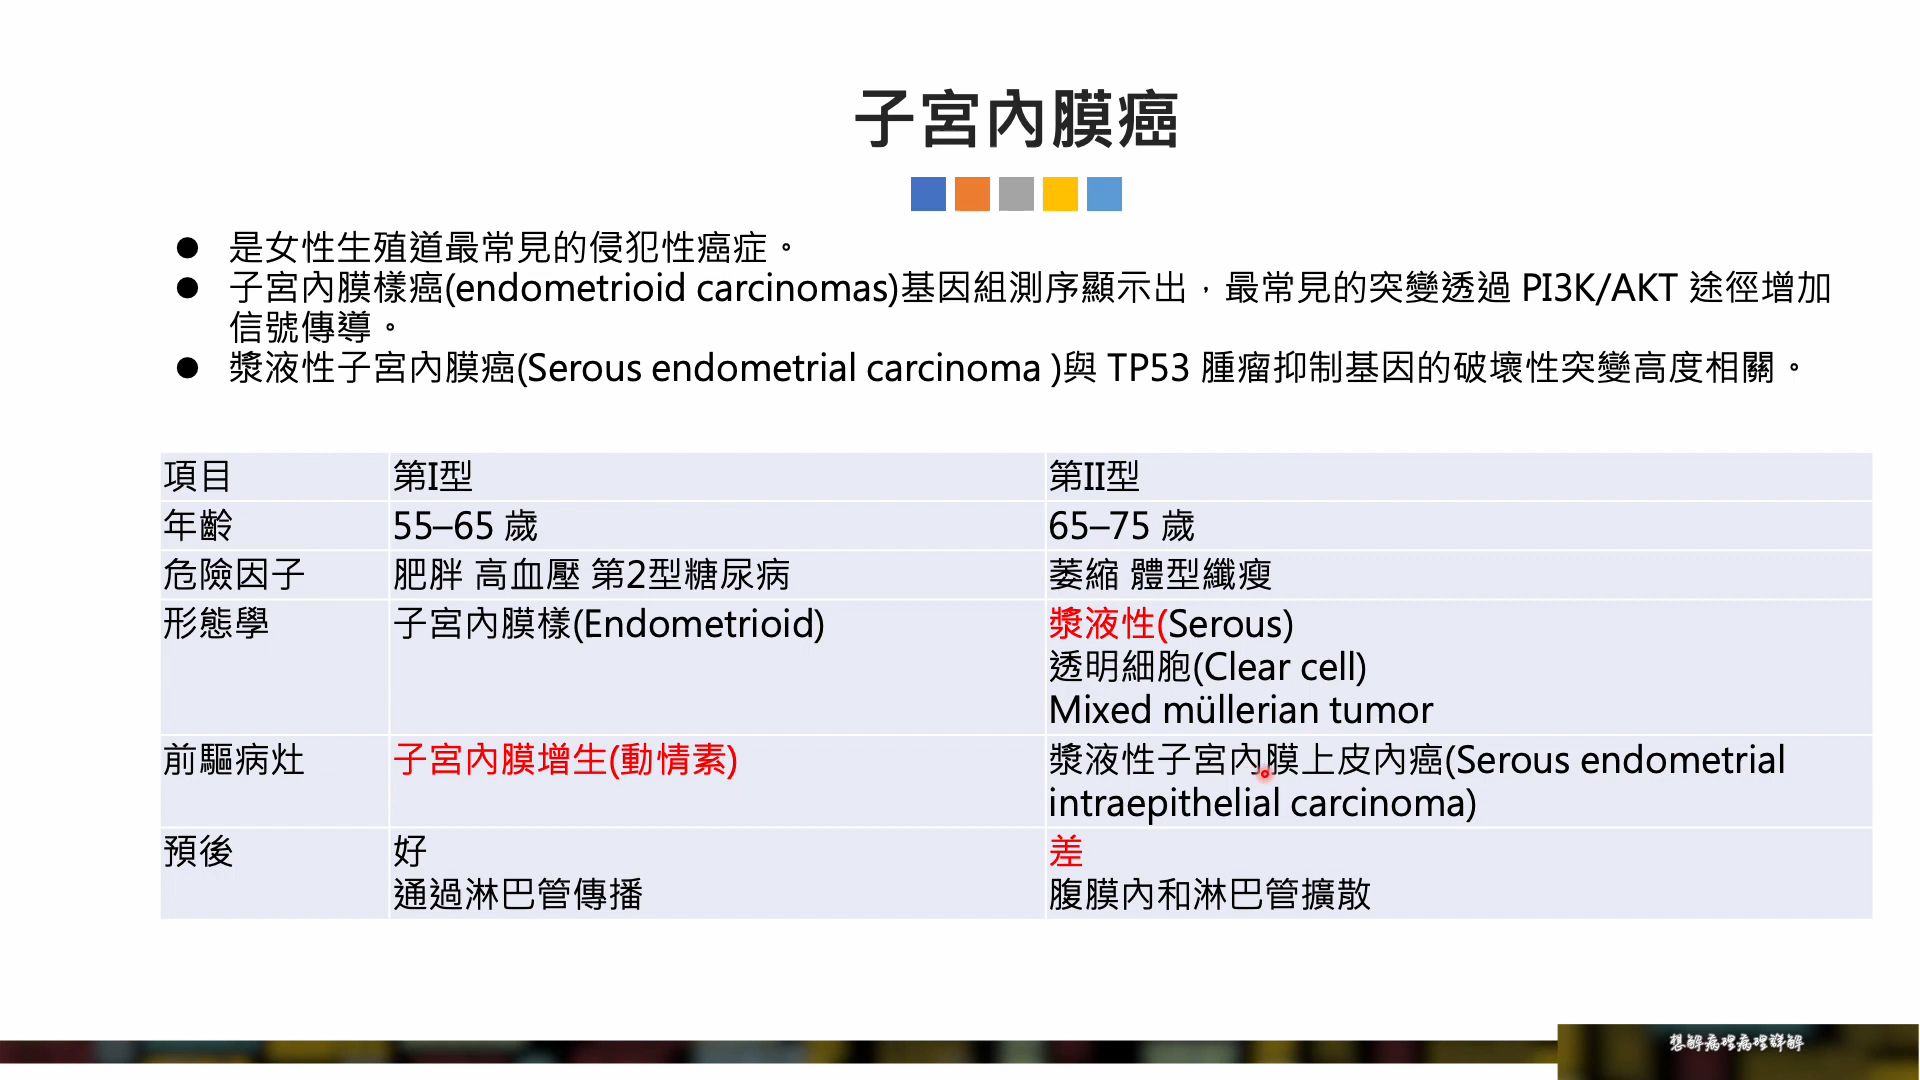 子宮內膜癌
● 是女性生殖道最常見的侵犯性癌症。
● 子宮內膜樣癌(endometrioid carcinomas)基因組測序顯示出，最常見的突變透過 PI3K/AKT 途徑增加
信號傳導。
● 漿液性子宮內膜癌(Serous endometrial carcinoma )與 TP53 腫瘤抑制基因的破壞性突變高度相關。
項目 第I型 第II型
年齡 55–65 歲 65–75 歲
危險因子 肥胖 高血壓 第2型糖尿病 萎縮 體型纖瘦
形態學 子宮內膜樣(Endometrioid) 漿液性(Serous)
透明細胞(Clear cell)
Mixed müllerian tumor
前驅病灶 子宮內膜增生(動情素) 漿液性子宮內膜上皮內癌(Serous endometrial
intraepithelial carcinoma)
預後 好 差
通過淋巴管傳播 腹膜內和淋巴管擴散
想解病理病理詳解